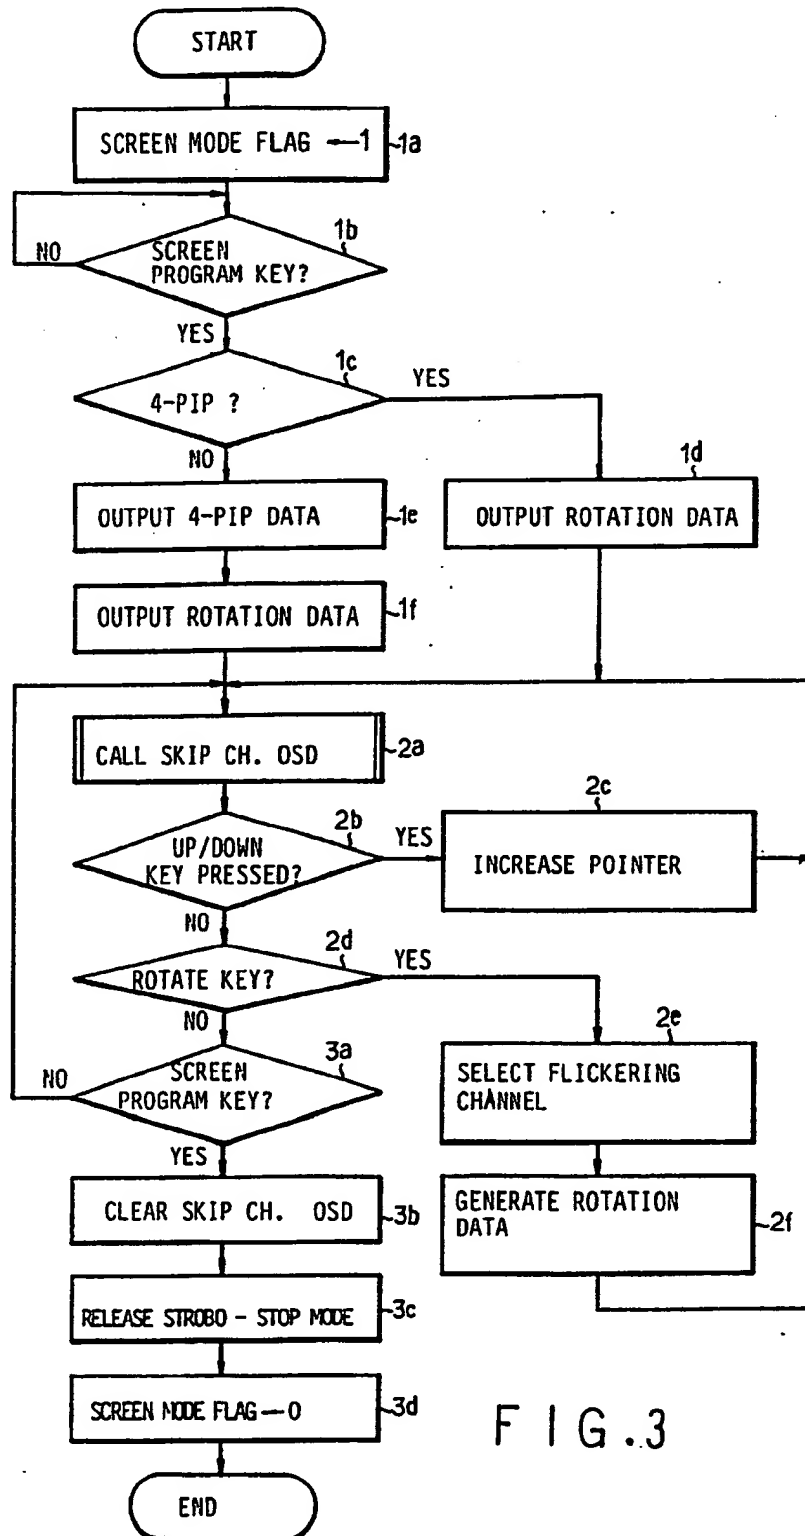 START
SCREEN MODE FLAG ←1
1a
1b
NO
SCREEN
PROGRAM KEY?
YES
1c
4-PIP ?
YES
NO
1d
OUTPUT 4-PIP DATA
1e
OUTPUT ROTATION DATA
OUTPUT ROTATION DATA
1f
CALL SKIP CH. OSD
2a
2b
UP/DOWN
KEY PRESSED?
YES
2c
INCREASE POINTER
NO
2d
ROTATE KEY?
YES
NO
2e
3a
NO
SCREEN
PROGRAM KEY?
SELECT FLICKERING
CHANNEL
YES
CLEAR SKIP CH. OSD
3b
GENERATE ROTATION
DATA
2f
RELEASE STROBO - STOP MODE
3c
SCREEN MODE FLAG ← 0
3d
FIG.3
END